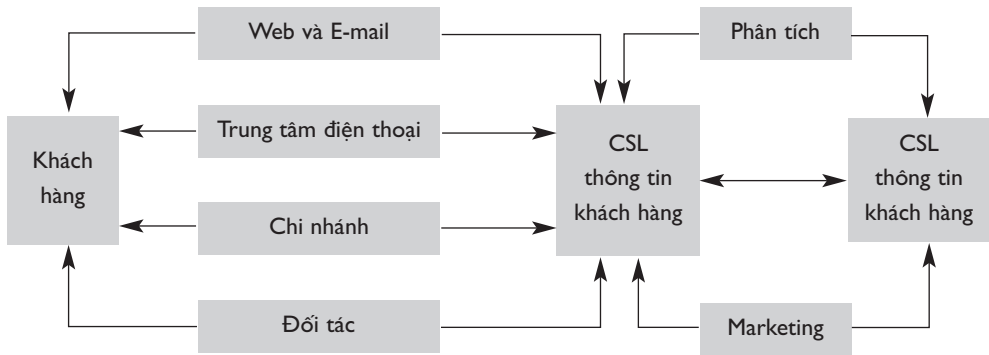 Web và E-mail
Phân tích
Trung tâm điện thoại
Khách
hàng
CSL
thông tin
khách hàng
CSL
thông tin
khách hàng
Chi nhánh
Đối tác
Marketing